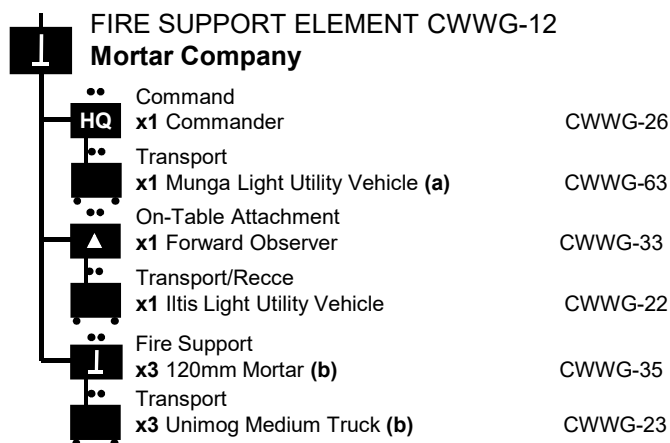 FIRE SUPPORT ELEMENT CWWG-12
Mortar Company
Command
HQ x1 Commander CWWG-26
Transport
x1 Munga Light Utility Vehicle (a) CWWG-63
On-Table Attachment
x1 Forward Observer CWWG-33
Transport/Recce
x1 Iltis Light Utility Vehicle CWWG-22
Fire Support
x3 120mm Mortar (b) CWWG-35
Transport
x3 Unimog Medium Truck (b) CWWG-23